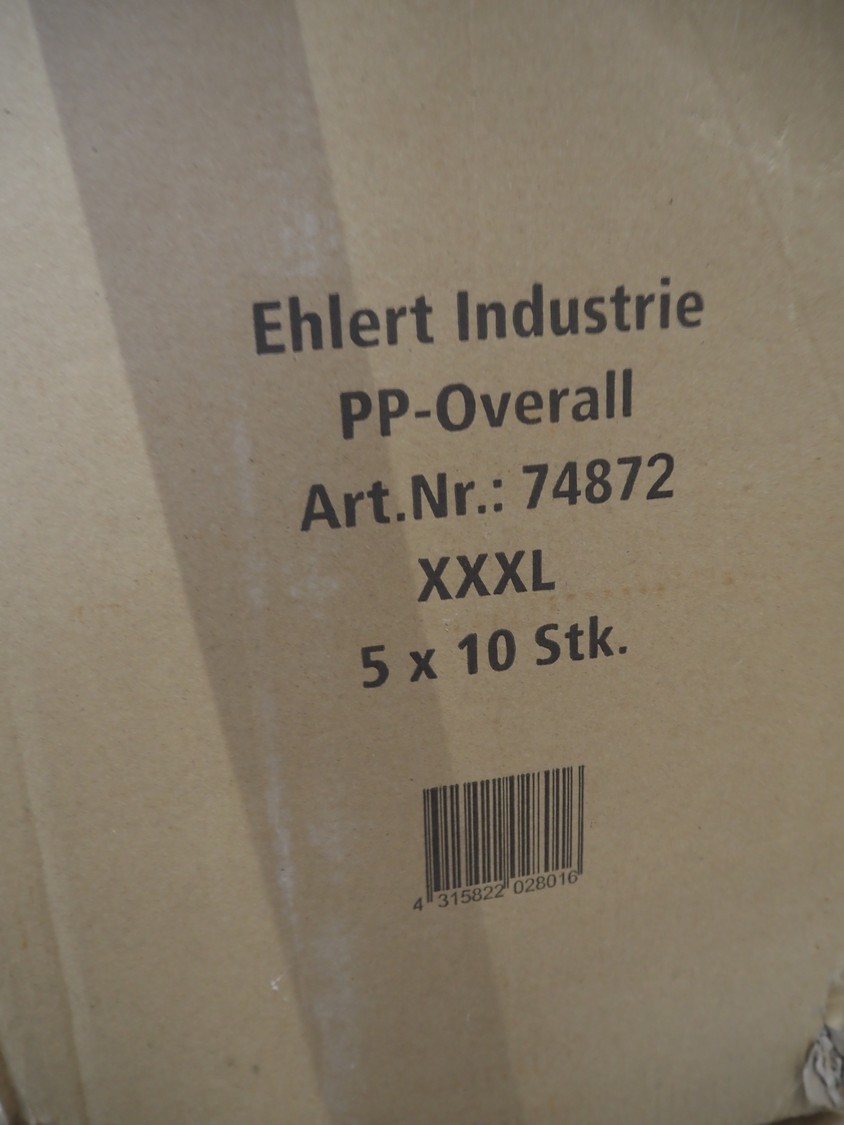 Ehlert Industrie
PP-Overall
Art.Nr.: 74872
XXXL
5 x 10 Stk.
4 315822 028016